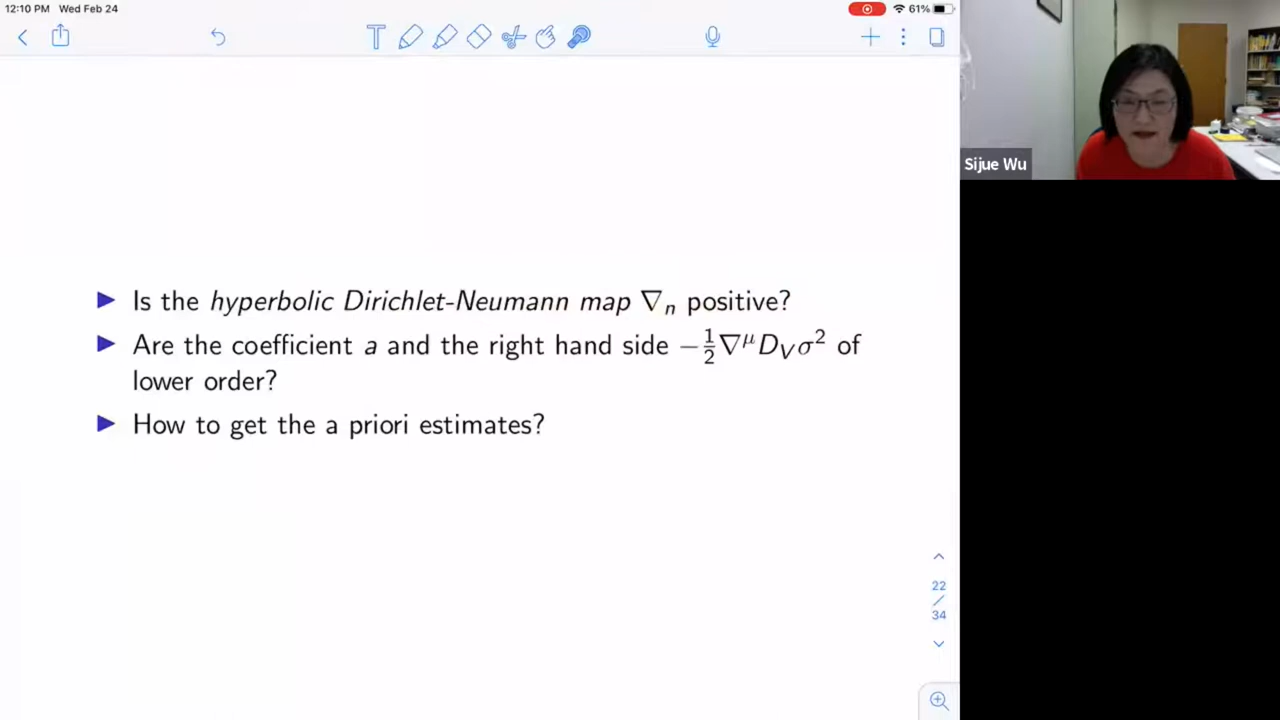 12:10 PM Wed Feb 24
61%
Sijue Wu
Is the hyperbolic Dirichlet-Neumann map ∇ₙ positive?
Are the coefficient a and the right hand side −½∇^μ D_V σ² of
lower order?
How to get the a priori estimates?
22
/
34